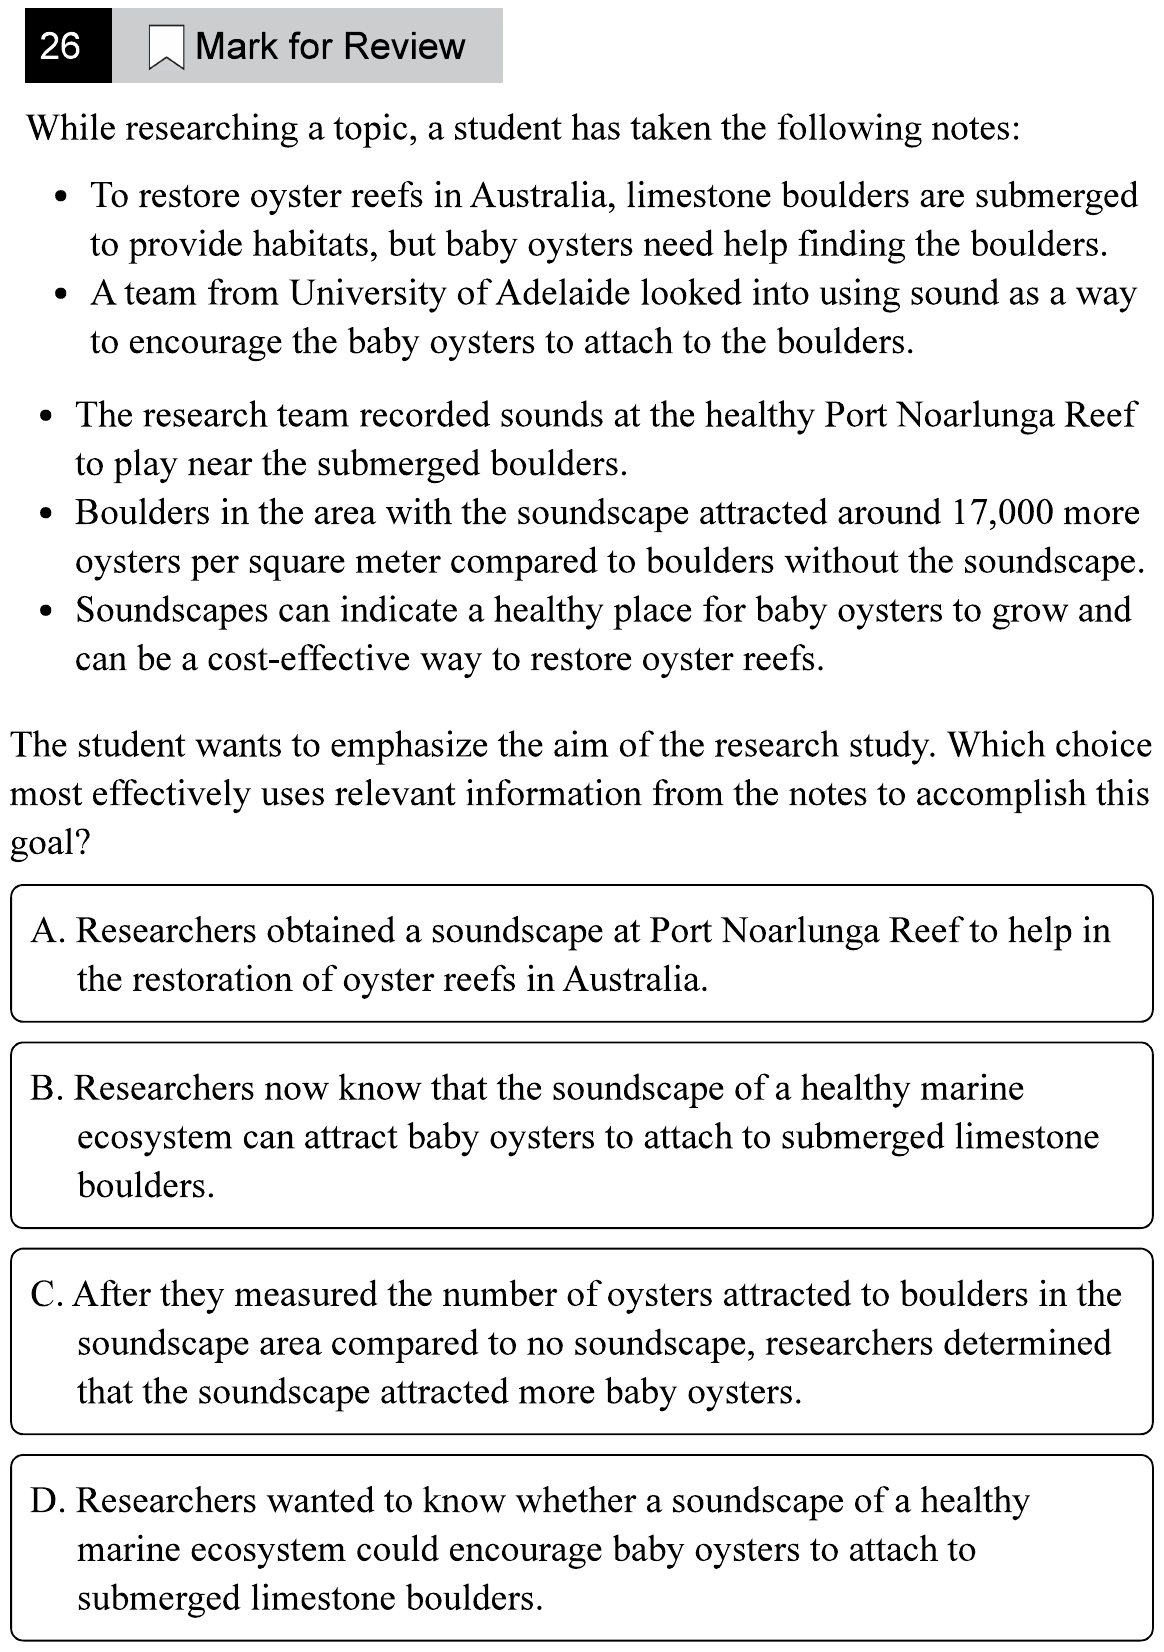 26 Mark for Review
While researching a topic, a student has taken the following notes:
• To restore oyster reefs in Australia, limestone boulders are submerged
to provide habitats, but baby oysters need help finding the boulders.
• A team from University of Adelaide looked into using sound as a way
to encourage the baby oysters to attach to the boulders.
• The research team recorded sounds at the healthy Port Noarlunga Reef
to play near the submerged boulders.
• Boulders in the area with the soundscape attracted around 17,000 more
oysters per square meter compared to boulders without the soundscape.
• Soundscapes can indicate a healthy place for baby oysters to grow and
can be a cost-effective way to restore oyster reefs.
The student wants to emphasize the aim of the research study. Which choice
most effectively uses relevant information from the notes to accomplish this
goal?
A. Researchers obtained a soundscape at Port Noarlunga Reef to help in
the restoration of oyster reefs in Australia.
B. Researchers now know that the soundscape of a healthy marine
ecosystem can attract baby oysters to attach to submerged limestone
boulders.
C. After they measured the number of oysters attracted to boulders in the
soundscape area compared to no soundscape, researchers determined
that the soundscape attracted more baby oysters.
D. Researchers wanted to know whether a soundscape of a healthy
marine ecosystem could encourage baby oysters to attach to
submerged limestone boulders.